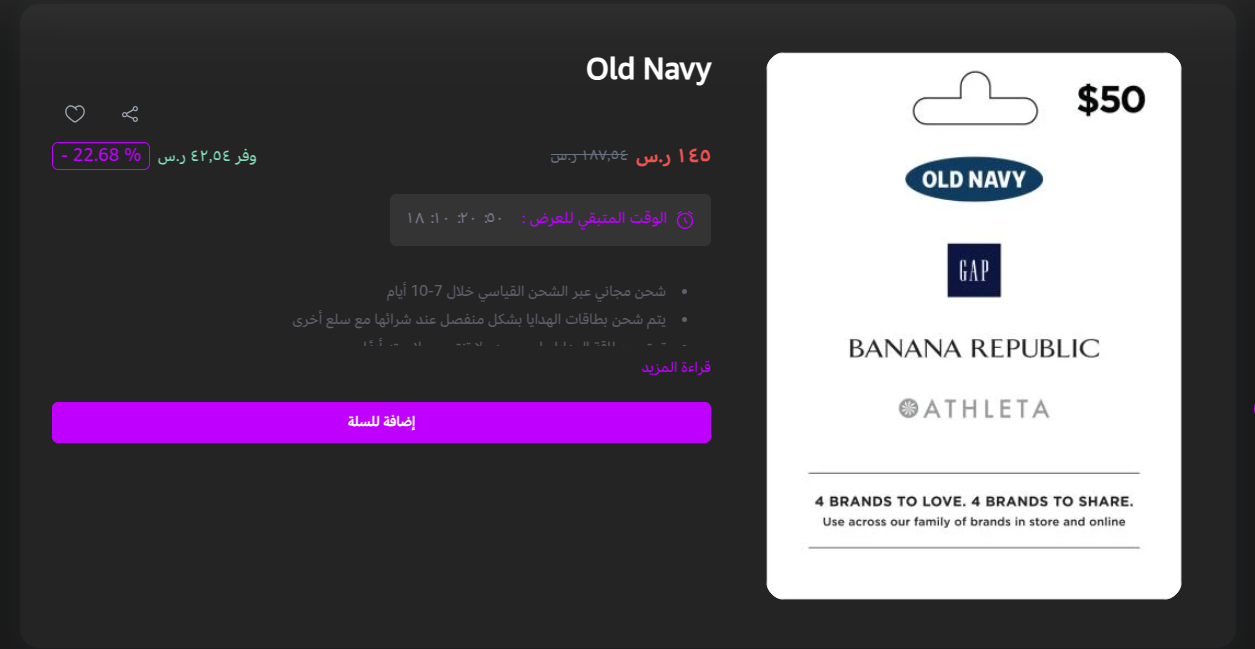 Old Navy
١٤٥ ر.س ١٨٧,٥٤ ر.س
وفر ٤٢,٥٤ ر.س - 22.68 %
الوقت المتبقي للعرض : ٥٠: ٢٠: ١٠: ١٨
شحن مجاني عبر الشحن القياسي خلال 7-10 أيام
يتم شحن بطاقات الهدايا بشكل منفصل عند شرائها مع سلع أخرى
قراءة المزيد
إضافة للسلة
$50
OLD NAVY
GAP
BANANA REPUBLIC
ATHLETA
4 BRANDS TO LOVE. 4 BRANDS TO SHARE.
Use across our family of brands in store and online